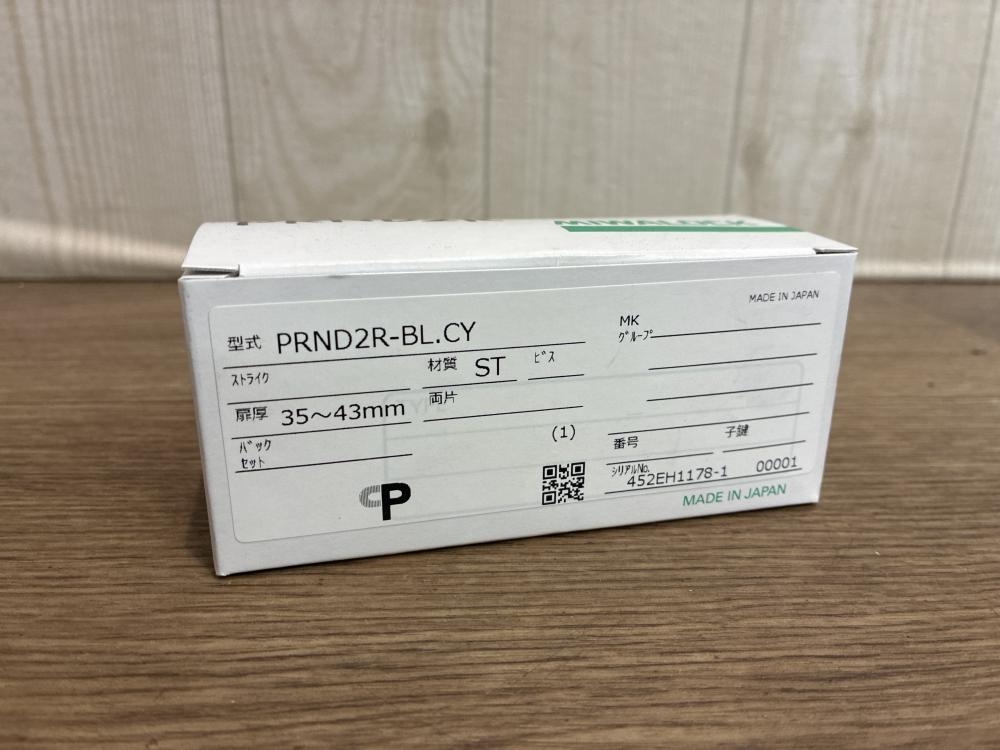 MIWALOCK
MADE IN JAPAN
型式 PRND2R-BL.CY
MK
グループ
ストライク
材質 ST
ビス
扉厚 35～43mm
両片
バック
セット
(1)
番号
子鍵
シリアルNo.
452EH1178-1 00001
CP
MADE IN JAPAN